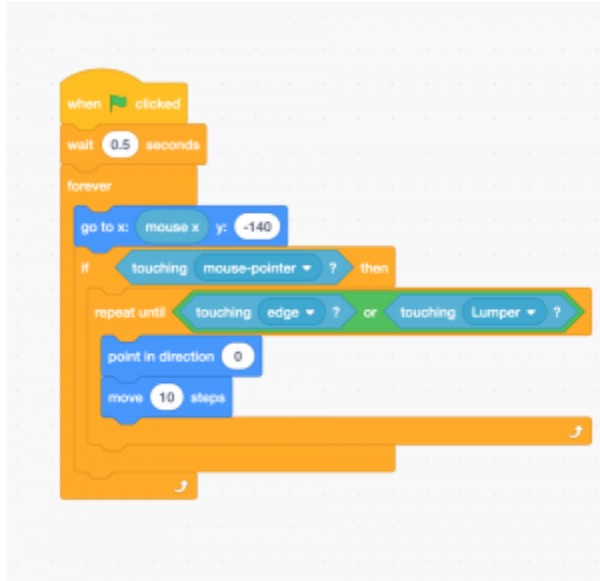 when clicked
wait 0.5 seconds
forever
go to x: mouse x y: -140
if touching mouse-pointer ? then
repeat until touching edge ? or touching Lumper ?
point in direction 0
move 10 steps